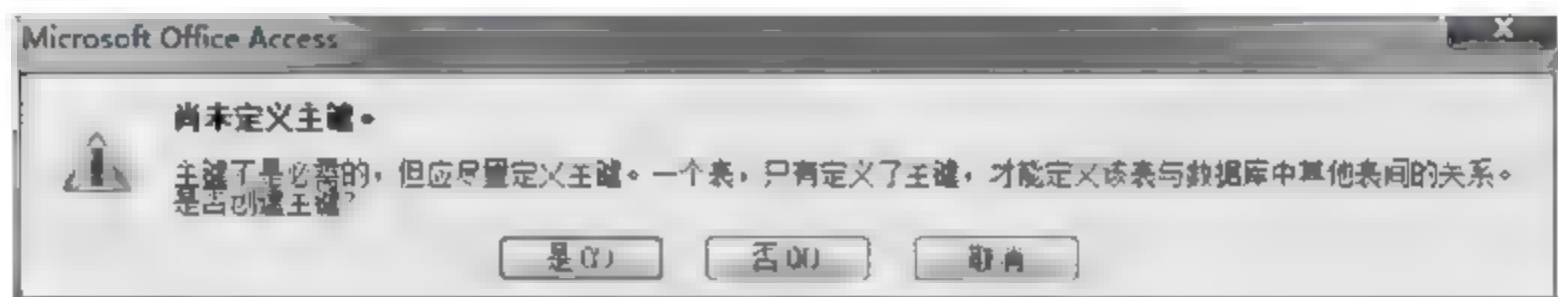 Microsoft Office Access
尚未定义主键。
主键不是必需的，但应尽量定义主键。一个表，只有定义了主键，才能定义该表与数据库中其他表间的关系。
是否创建主键?
是(Y) 否(N) 取消